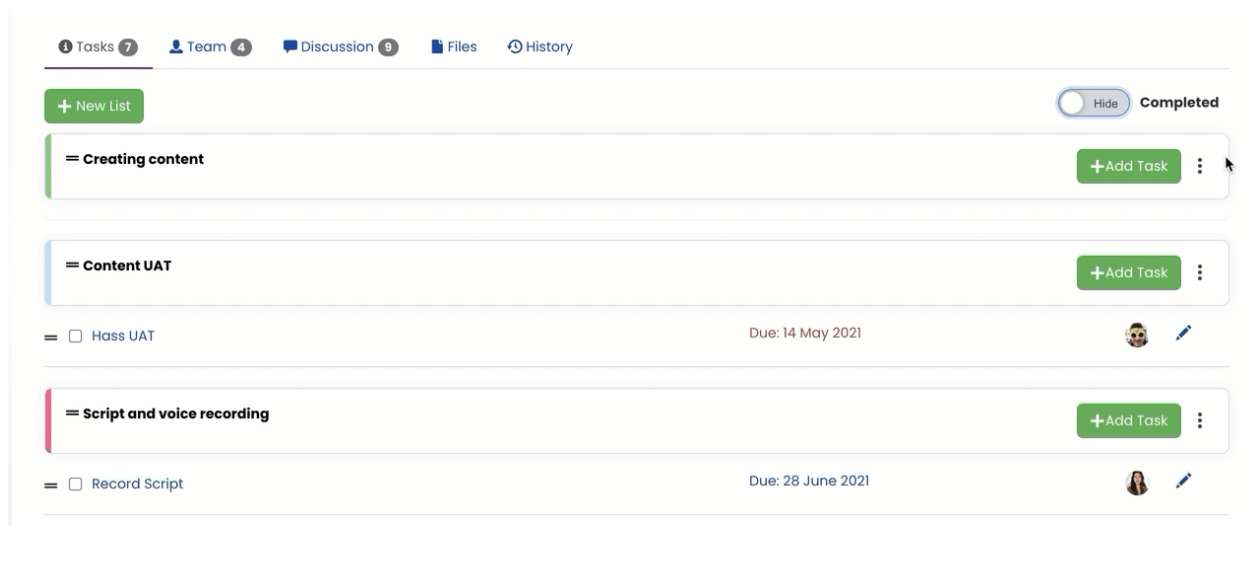 Tasks 7 Team 4 Discussion 9 Files History
+ New List Hide Completed
Creating content +Add Task
Content UAT +Add Task
Hass UAT Due: 14 May 2021
Script and voice recording +Add Task
Record Script Due: 28 June 2021